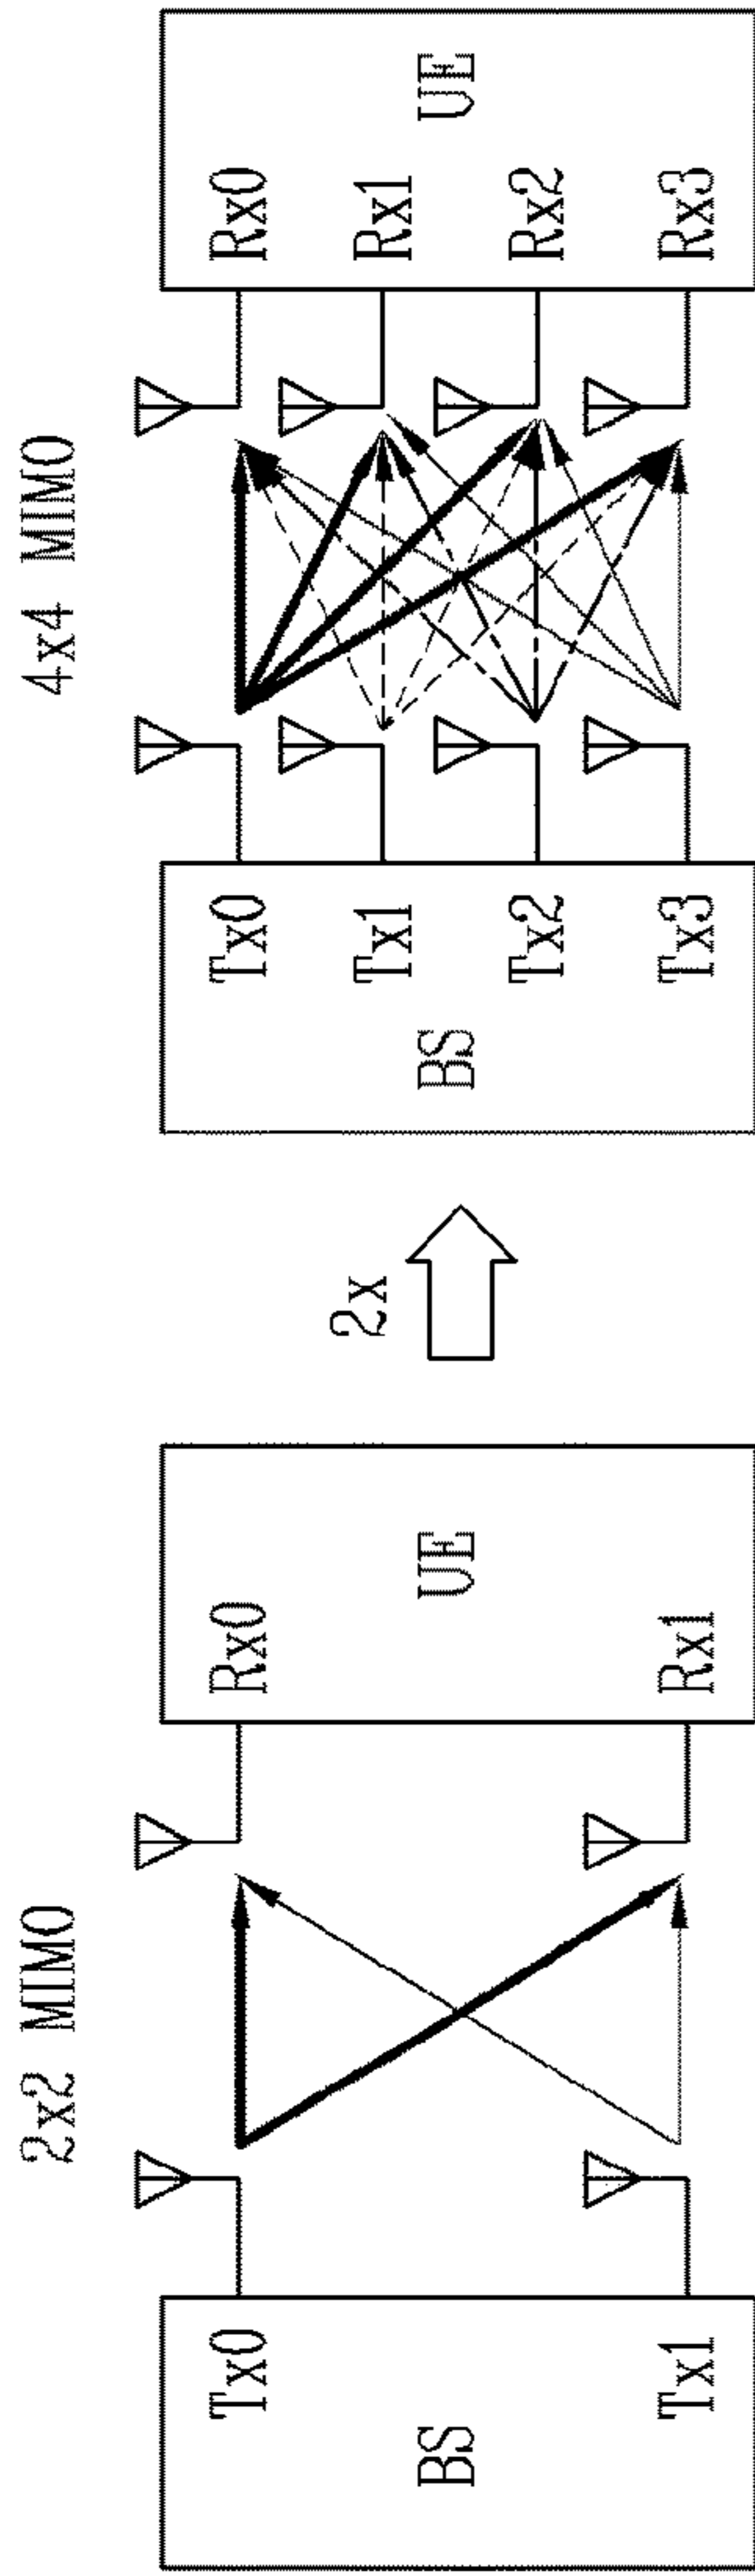 2x2 MIMO
BS
Tx0
Tx1
Rx0
Rx1
UE
2x
4x4 MIMO
BS
Tx0
Tx1
Tx2
Tx3
Rx0
Rx1
Rx2
Rx3
UE